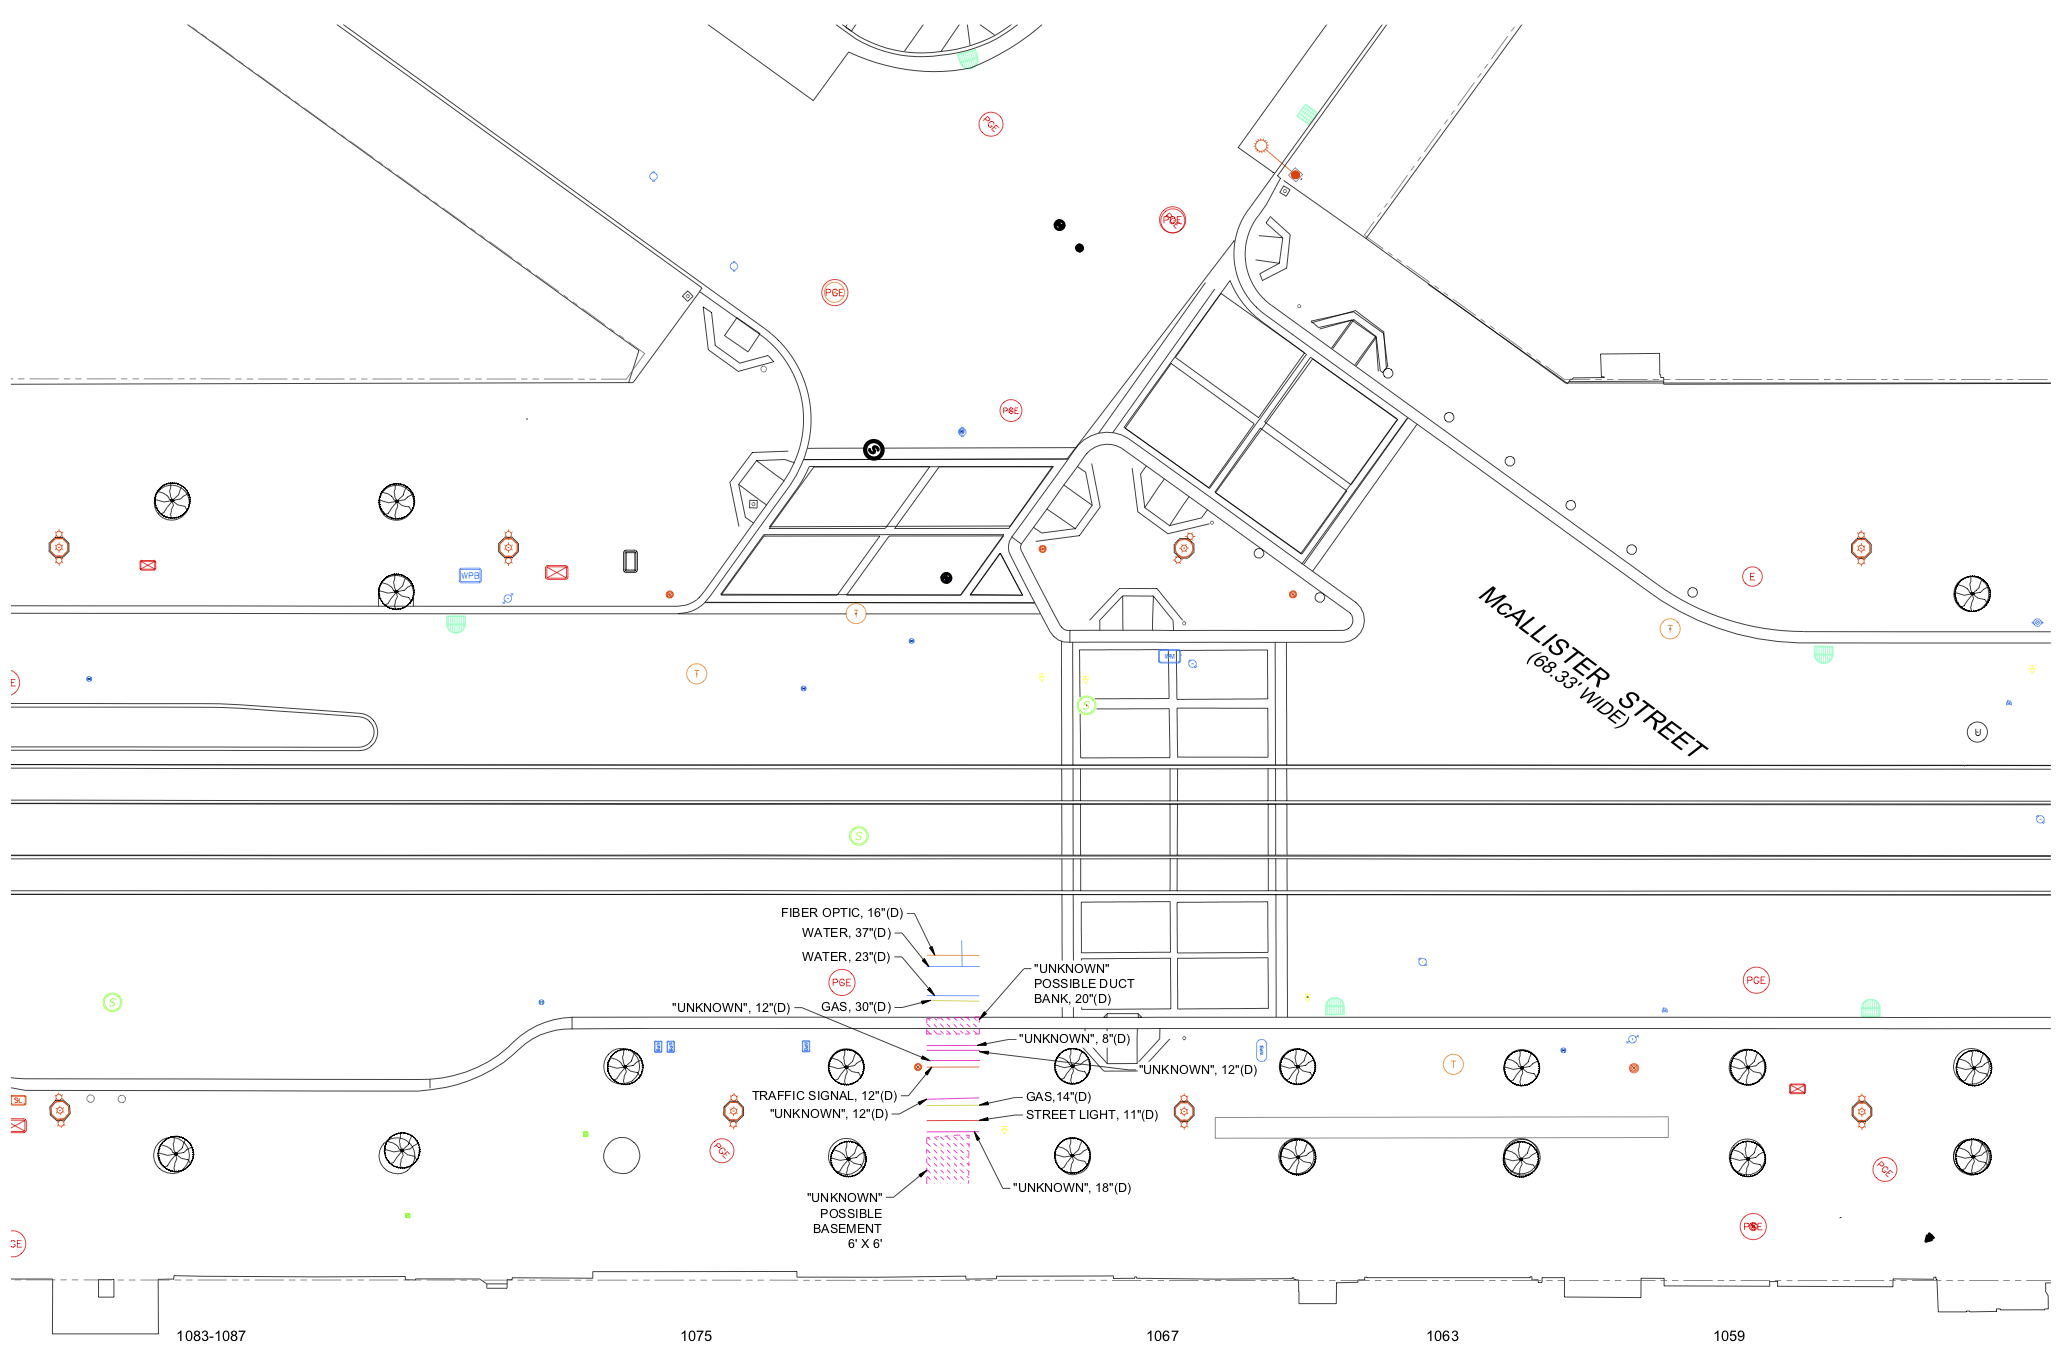 PGE
PGE
PGE
PGE
WPB
E
T
T
T
McALLISTER STREET
(68.33' WIDE)
E
WM
S
S
U
S
FIBER OPTIC, 16"(D)
WATER, 37"(D)
WATER, 23"(D)
PGE
GAS, 30"(D)
"UNKNOWN", 12"(D)
"UNKNOWN"
POSSIBLE DUCT
BANK, 20"(D)
PGE
S
"UNKNOWN", 8"(D)
"UNKNOWN", 12"(D)
T
TRAFFIC SIGNAL, 12"(D)
"UNKNOWN", 12"(D)
GAS,14"(D)
STREET LIGHT, 11"(D)
SL
PGE
PGE
"UNKNOWN", 18"(D)
"UNKNOWN"
POSSIBLE
BASEMENT
6' X 6'
GE
1083-1087
1075
1067
1063
1059